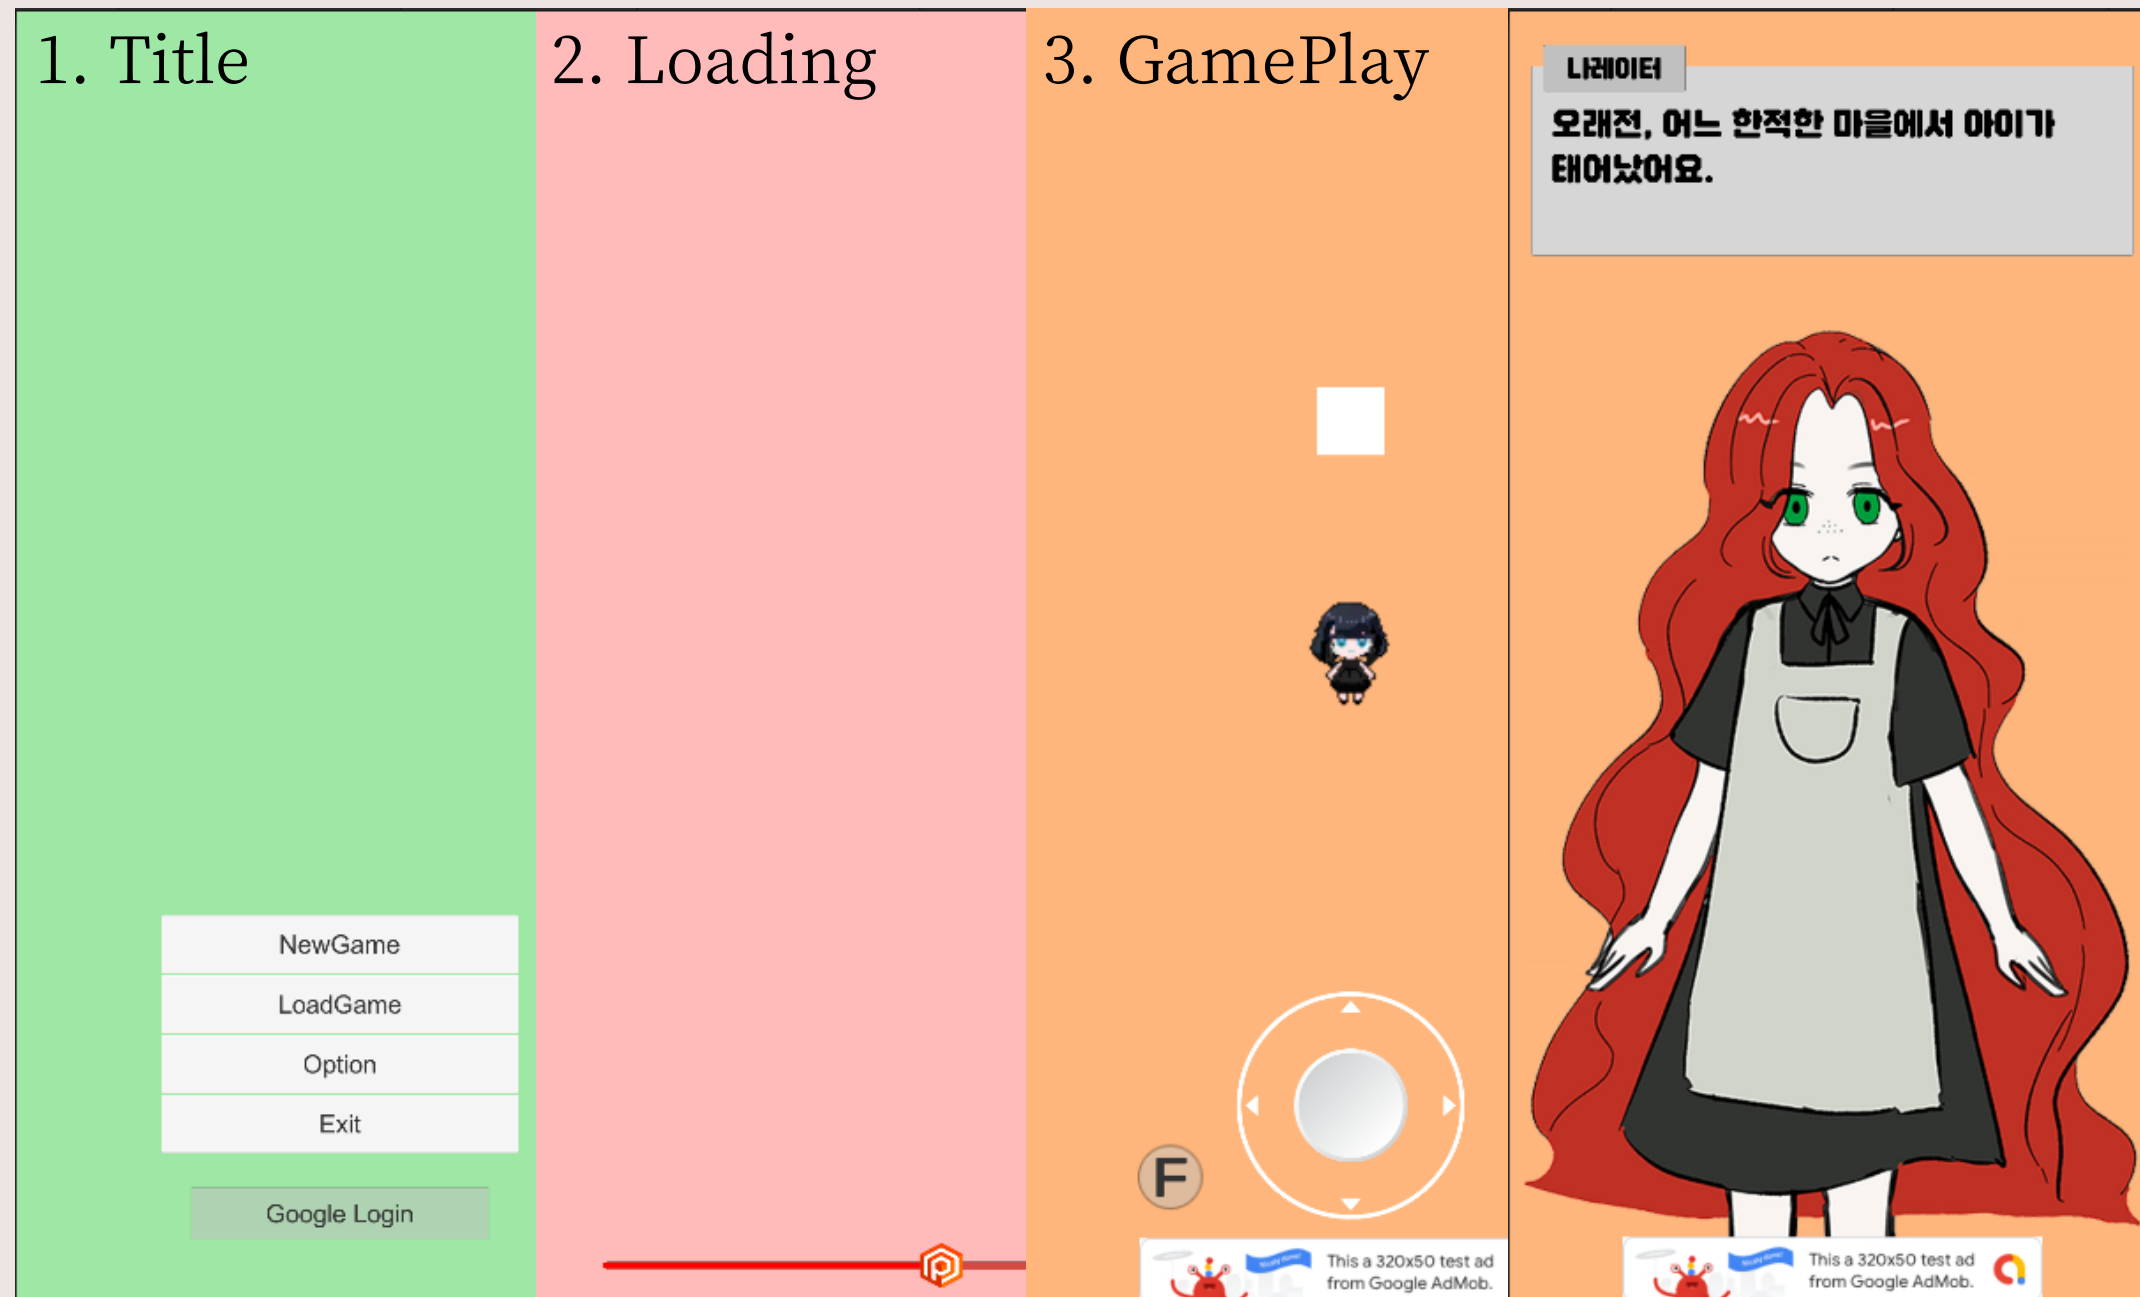 1. Title
NewGame
LoadGame
Option
Exit
Google Login
2. Loading
3. GamePlay
F
This a 320x50 test ad
from Google AdMob.
나레이터
오래전, 어느 한적한 마을에서 아이가
태어났어요.
This a 320x50 test ad
from Google AdMob.